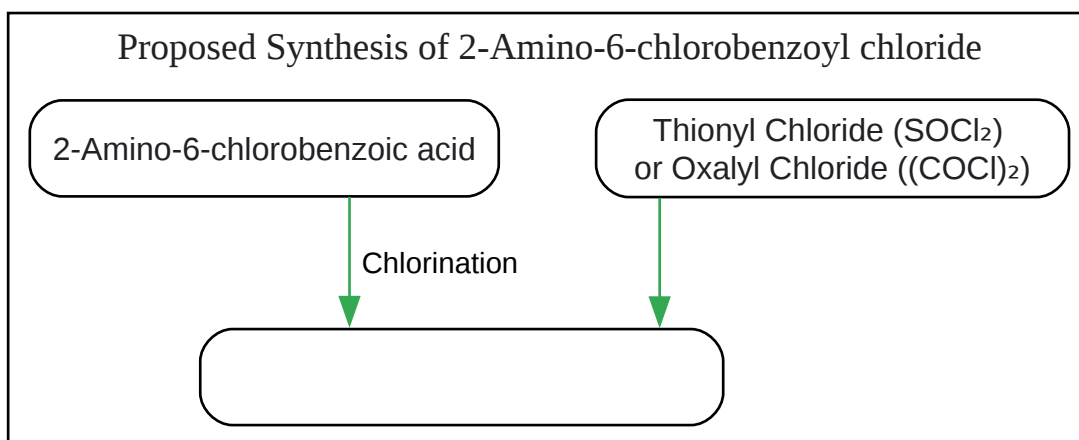 Proposed Synthesis of 2-Amino-6-chlorobenzoyl chloride
2-Amino-6-chlorobenzoic acid
Thionyl Chloride (SOCl₂)
or Oxalyl Chloride ((COCl)₂)
Chlorination